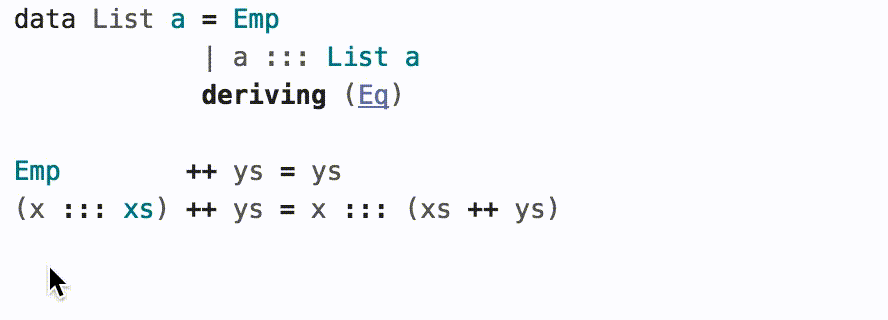 data List a = Emp
            | a ::: List a
            deriving (Eq)
Emp        ++ ys = ys
(x ::: xs) ++ ys = x ::: (xs ++ ys)